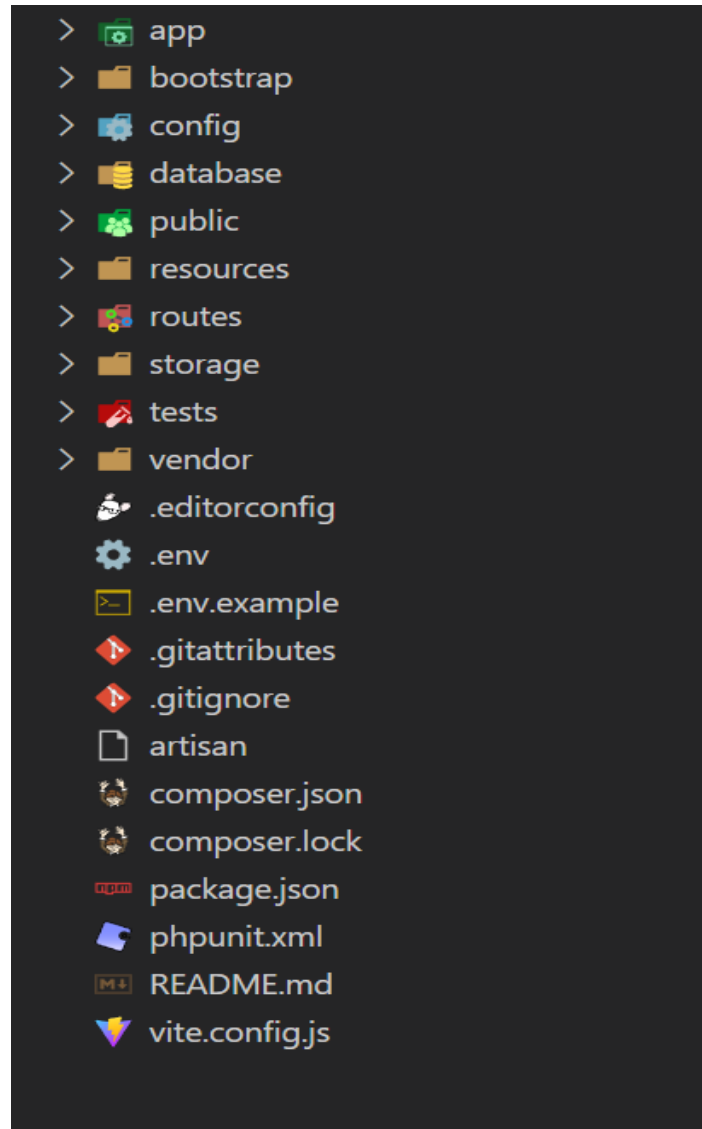 app
bootstrap
config
database
public
resources
routes
storage
tests
vendor
.editorconfig
.env
.env.example
.gitattributes
.gitignore
artisan
composer.json
composer.lock
package.json
phpunit.xml
README.md
vite.config.js